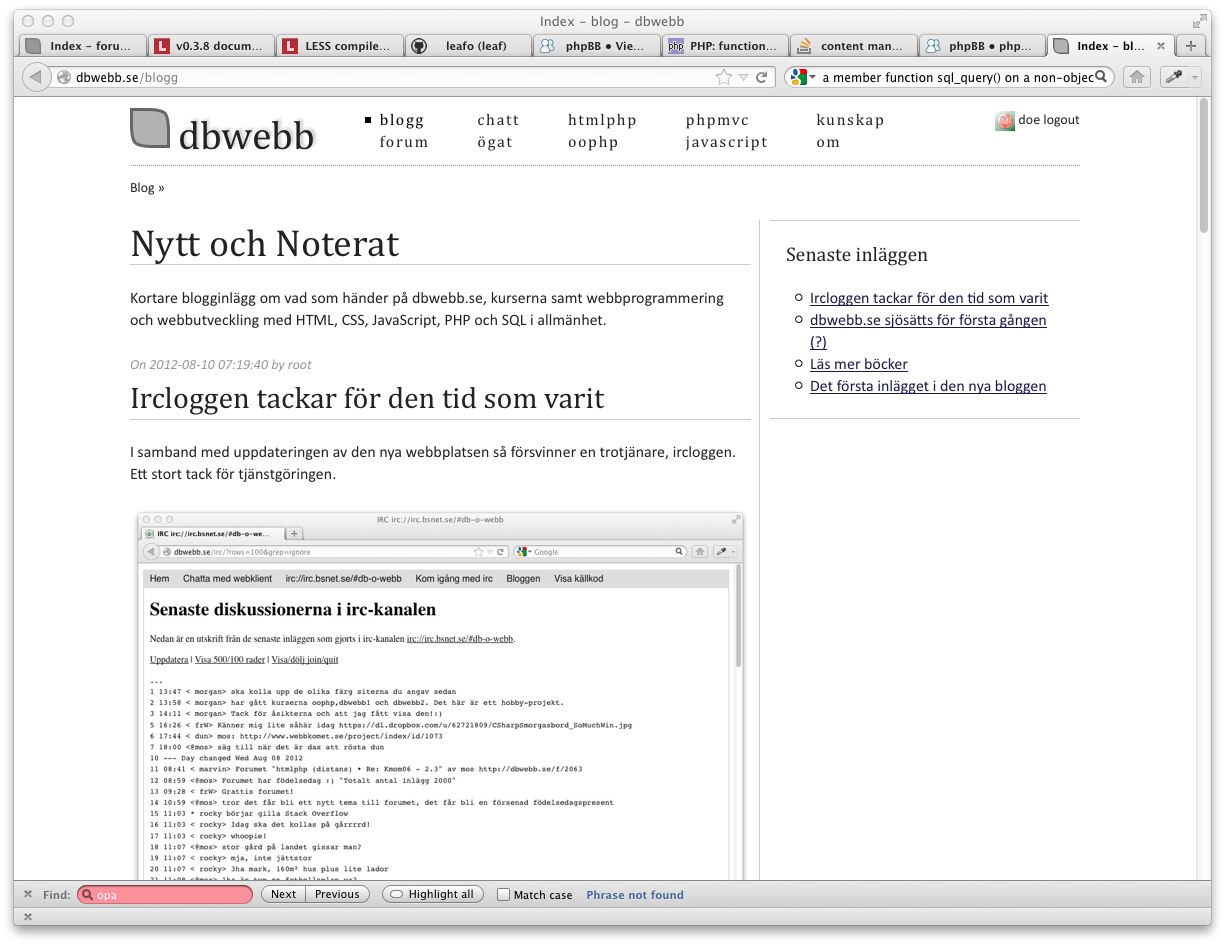 Index - blog - dbwebb
Index - foru...
v0.3.8 docum...
LESS compile...
leafo (leaf)
phpBB • Vie...
PHP: function...
content man...
phpBB • php...
Index - bl...
dbwebb.se/blogg
a member function sql_query() on a non-objec
dbwebb
blogg chatt htmlphp phpmvc kunskap
forum ögat oophp javascript om
doe logout
Blog »
Nytt och Noterat
Kortare blogginlägg om vad som händer på dbwebb.se, kurserna samt webbprogrammering
och webbutveckling med HTML, CSS, JavaScript, PHP och SQL i allmänhet.
On 2012-08-10 07:19:40 by root
Ircloggen tackar för den tid som varit
I samband med uppdateringen av den nya webbplatsen så försvinner en trotjänare, ircloggen.
Ett stort tack för tjänstgöringen.
IRC irc://irc.bsnet.se/#db-o-webb
IRC irc://irc.bsnet.se/#db-o-we...
dbwebb.se/irc/?rows=100&grep=ignore
Google
Hem Chatta med webklient irc://irc.bsnet.se/#db-o-webb Kom igång med irc Bloggen Visa källkod
Senaste diskussionerna i irc-kanalen
Nedan är en utskrift från de senaste inläggen som gjorts i irc-kanalen irc://irc.bsnet.se/#db-o-webb.
Uppdatera | Visa 500/100 rader | Visa/dölj join/quit
...
1 13:47 < morgan> ska kolla upp de olika färg siterna du angav sedan
2 13:58 < morgan> har gått kurserna oophp,dbwebb1 och dbwebb2. Det här är ett hobby-projekt.
3 14:11 < morgan> Tack för åsikterna och att jag fått visa den!:)
5 16:26 < frW> Känner mig lite såhär idag https://dl.dropbox.com/u/62721809/CSharpSmorgasbord_SoMuchWin.jpg
6 17:44 < dun> mos: http://www.webbkomet.se/project/index/id/1073
7 18:00 <@mos> säg till när det är dax att rösta dun
10 --- Day changed Wed Aug 08 2012
11 08:41 < marvin> Forumet "htmlphp (distans) • Re: Kmom06 - 2.3" av mos http://dbwebb.se/f/2063
12 08:59 <@mos> Forumet har födelsedag :) "Totalt antal inlägg 2000"
13 09:28 < frW> Grattis forumet!
14 10:59 <@mos> tror det får bli ett nytt tema till forumet, det får bli en försenad födelsedagspresent
15 11:03 * rocky börjar gilla Stack Overflow
16 11:03 < rocky> Idag ska det kollas på gårrrrd!
17 11:03 < rocky> whoopie!
18 11:07 <@mos> stor gård på landet gissar man?
19 11:07 < rocky> mja, inte jättstor
20 11:07 < rocky> 3ha mark, 160m² hus plus lite lador
Senaste inläggen
Ircloggen tackar för den tid som varit
dbwebb.se sjösätts för första gången
(?)
Läs mer böcker
Det första inlägget i den nya bloggen
Find: opa Next Previous Highlight all Match case Phrase not found